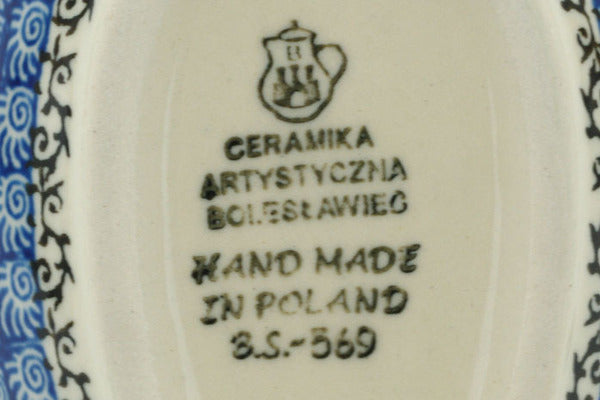 B
CERAMIKA
ARTYSTYCZNA
BOLESŁAWIEC
HAND MADE
IN POLAND
B.S.-569